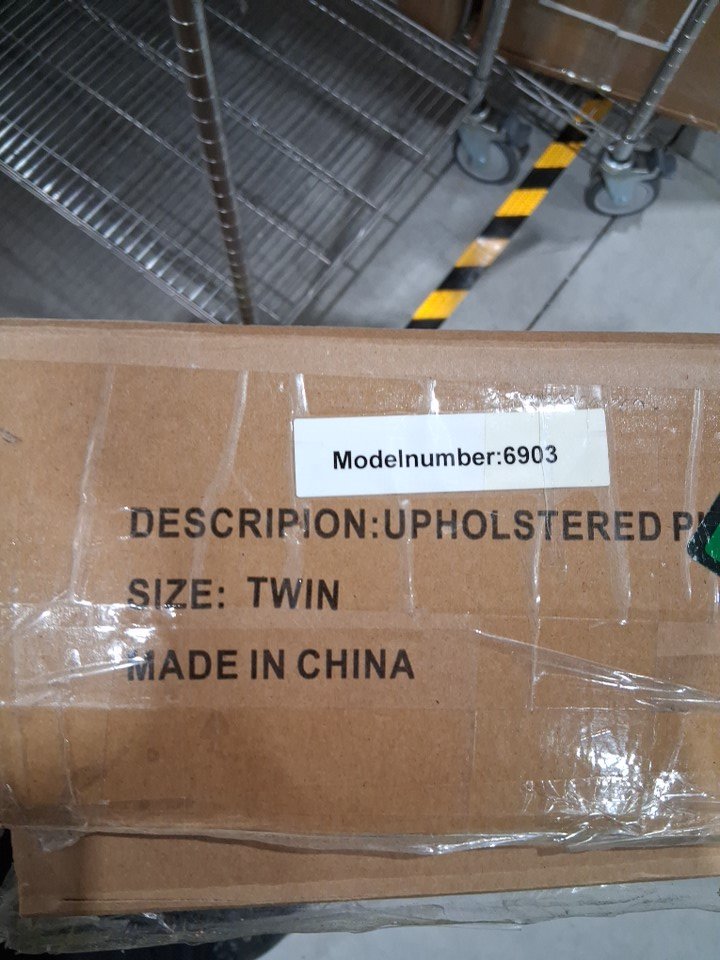 Modelnumber:6903
DESCRIPION:UPHOLSTERED
SIZE: TWIN
MADE IN CHINA